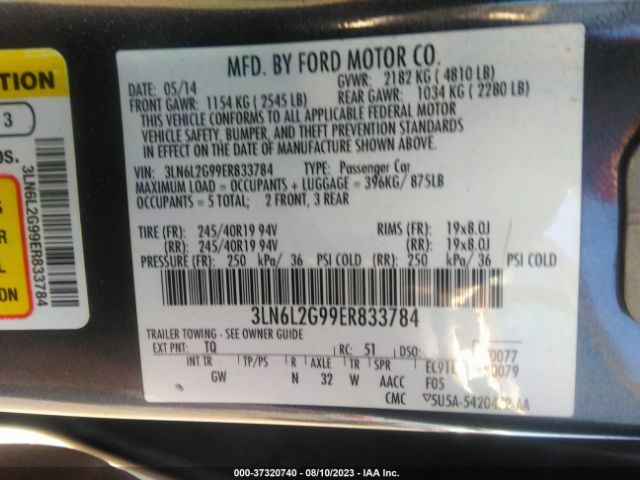 TION
3
OS.
3LN6L2G99ER833784
ON
MFD. BY FORD MOTOR CO.
DATE: 05/14 GVWR: 2182 KG ( 4810 LB)
FRONT GAWR: 1154 KG ( 2545 LB) REAR GAWR: 1034 KG ( 2280 LB)
THIS VEHICLE CONFORMS TO ALL APPLICABLE FEDERAL MOTOR
VEHICLE SAFETY, BUMPER, AND THEFT PREVENTION STANDARDS
IN EFFECT ON THE DATE OF MANUFACTURE SHOWN ABOVE.
VIN: 3LN6L2G99ER833784 TYPE: Passenger Car
MAXIMUM LOAD = OCCUPANTS + LUGGAGE = 396KG/ 875LB
OCCUPANTS = 5 TOTAL; 2 FRONT, 3 REAR
TIRE (FR): 245/40R19 94V RIMS (FR): 19x8.0J
(RR): 245/40R19 94V (RR): 19x8.0J
PRESSURE (FR): 250 kPa/ 36 PSI COLD (RR): 250 kPa/ 36 PSI COLD
3LN6L2G99ER833784
TRAILER TOWING - SEE OWNER GUIDE
EXT PNT: TQ RC: 51 DSO: 0077
INT TR TP/PS R AXLE TR SPR 0079
GW N 32 W AACC F05
CMC
000-37320740 - 08/10/2023 - IAA Inc.